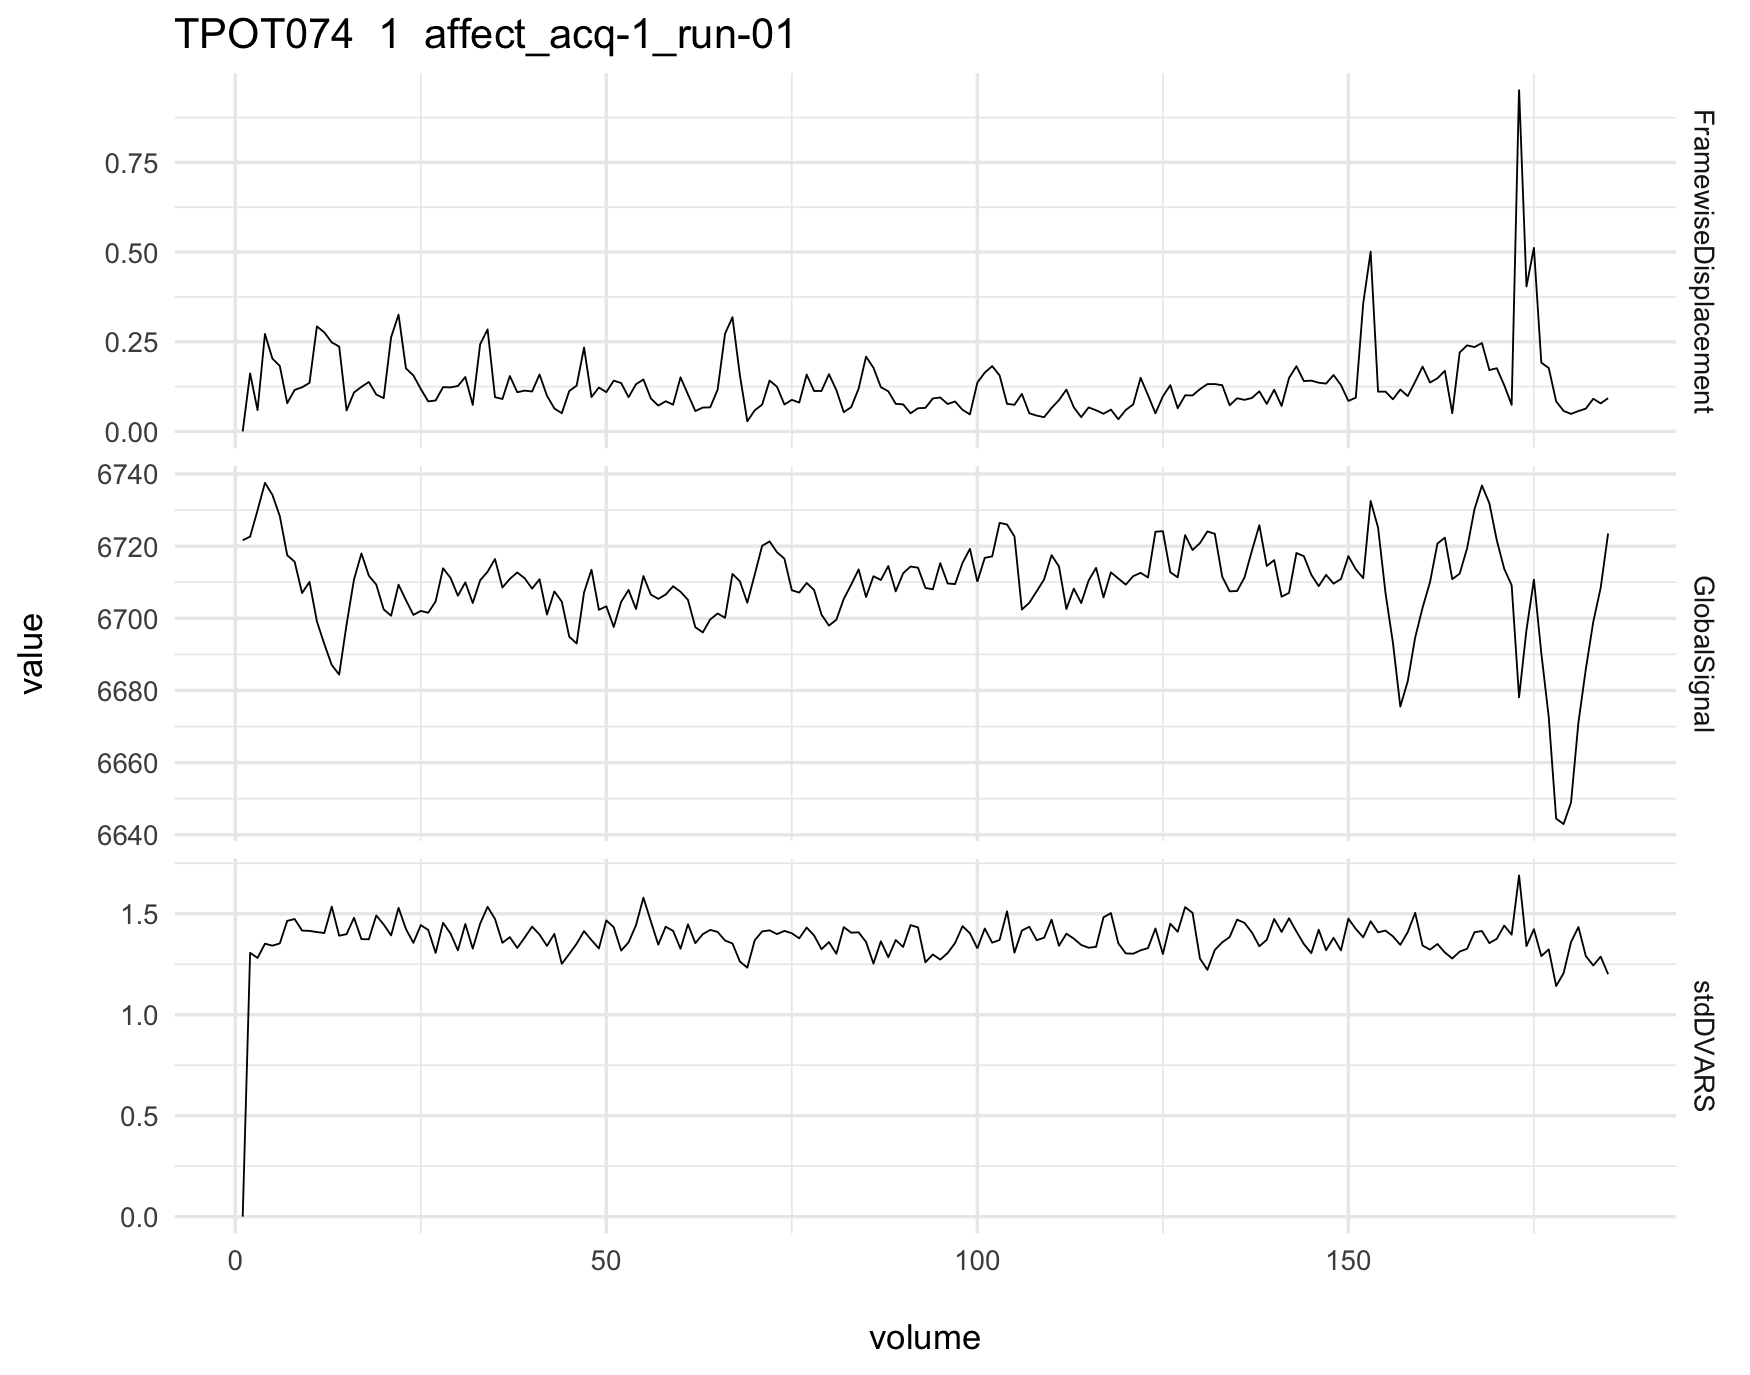 TPOT074 1 affect_acq-1_run-01
0.75
0.50
0.25
0.00
FramewiseDisplacement
6740
6720
6700
6680
6660
6640
GlobalSignal
1.5
1.0
0.5
0.0
stdDVARS
value
0 50 100 150
volume